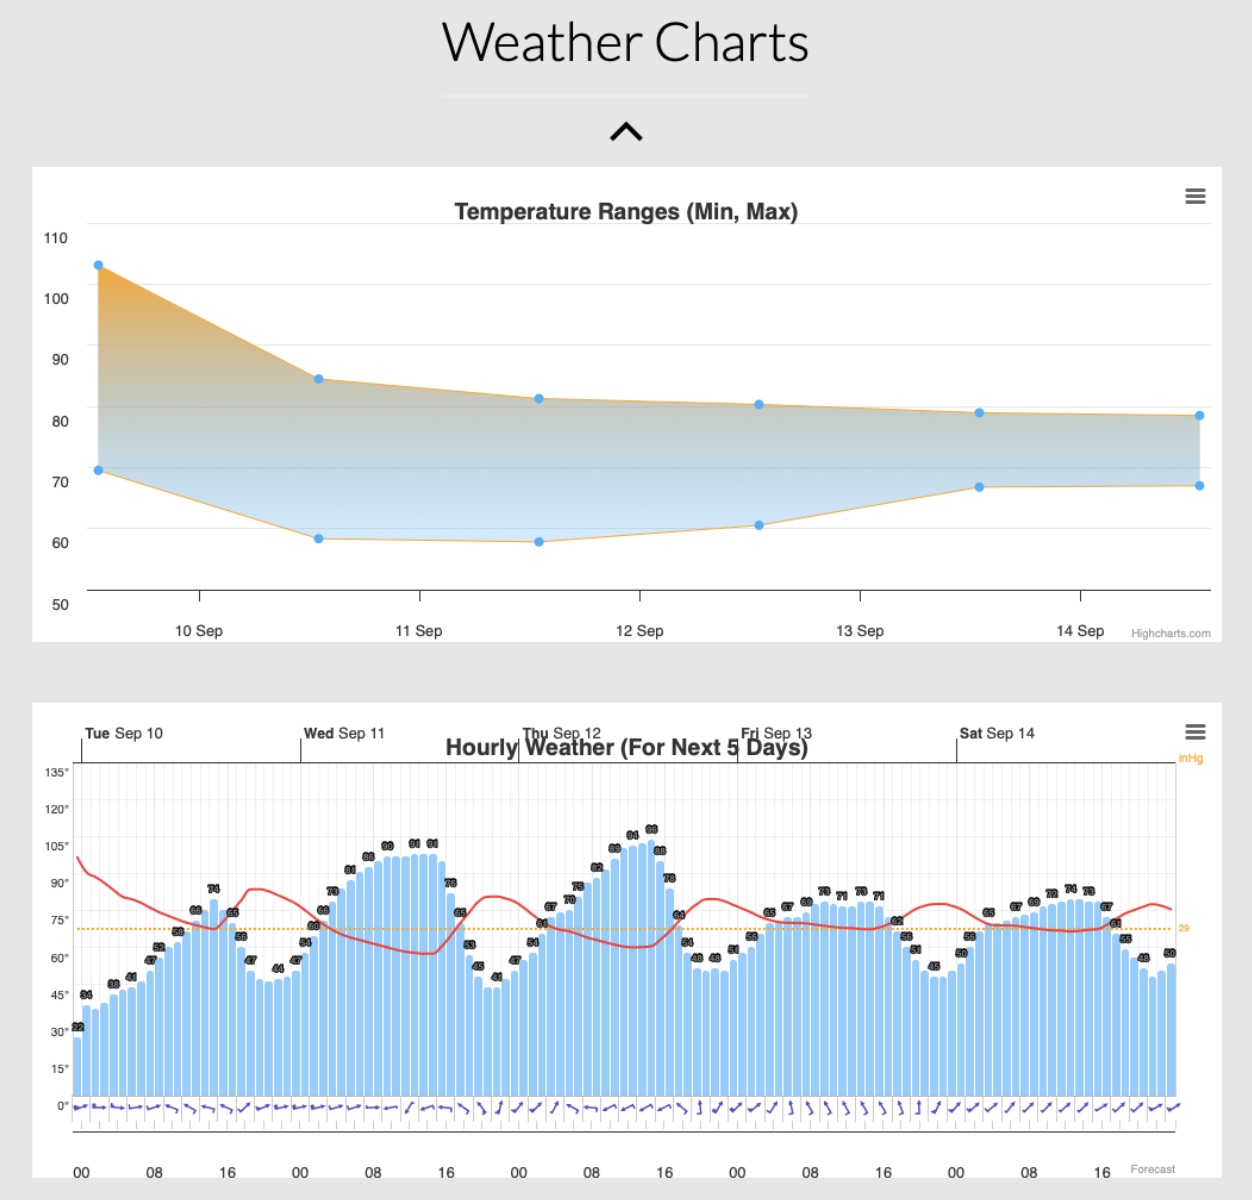 Weather Charts
Temperature Ranges (Min, Max)
110
100
90
80
70
60
50
10 Sep
11 Sep
12 Sep
13 Sep
14 Sep
Highcharts.com
Tue Sep 10
Wed Sep 11
Thu Sep 12
Fri Sep 13
Sat Sep 14
Hourly Weather (For Next 5 Days)
inHg
135°
120°
105°
90°
75°
60°
45°
30°
15°
0°
22 34 38 41 47 52 58 66 74 65 56 47 44 47 54 60 66 73 81 86 90 91 91 76 65 53 45 41 47 54 61 67 70 75 82 89 94 96 88 78 64 54 48 48 51 56 65 67 69 73 71 73 71 62 56 51 45 50 56 65 67 69 72 74 73 67 61 55 48 50
29
00 08 16 00 08 16 00 08 16 00 08 16 00 08 16
Forecast